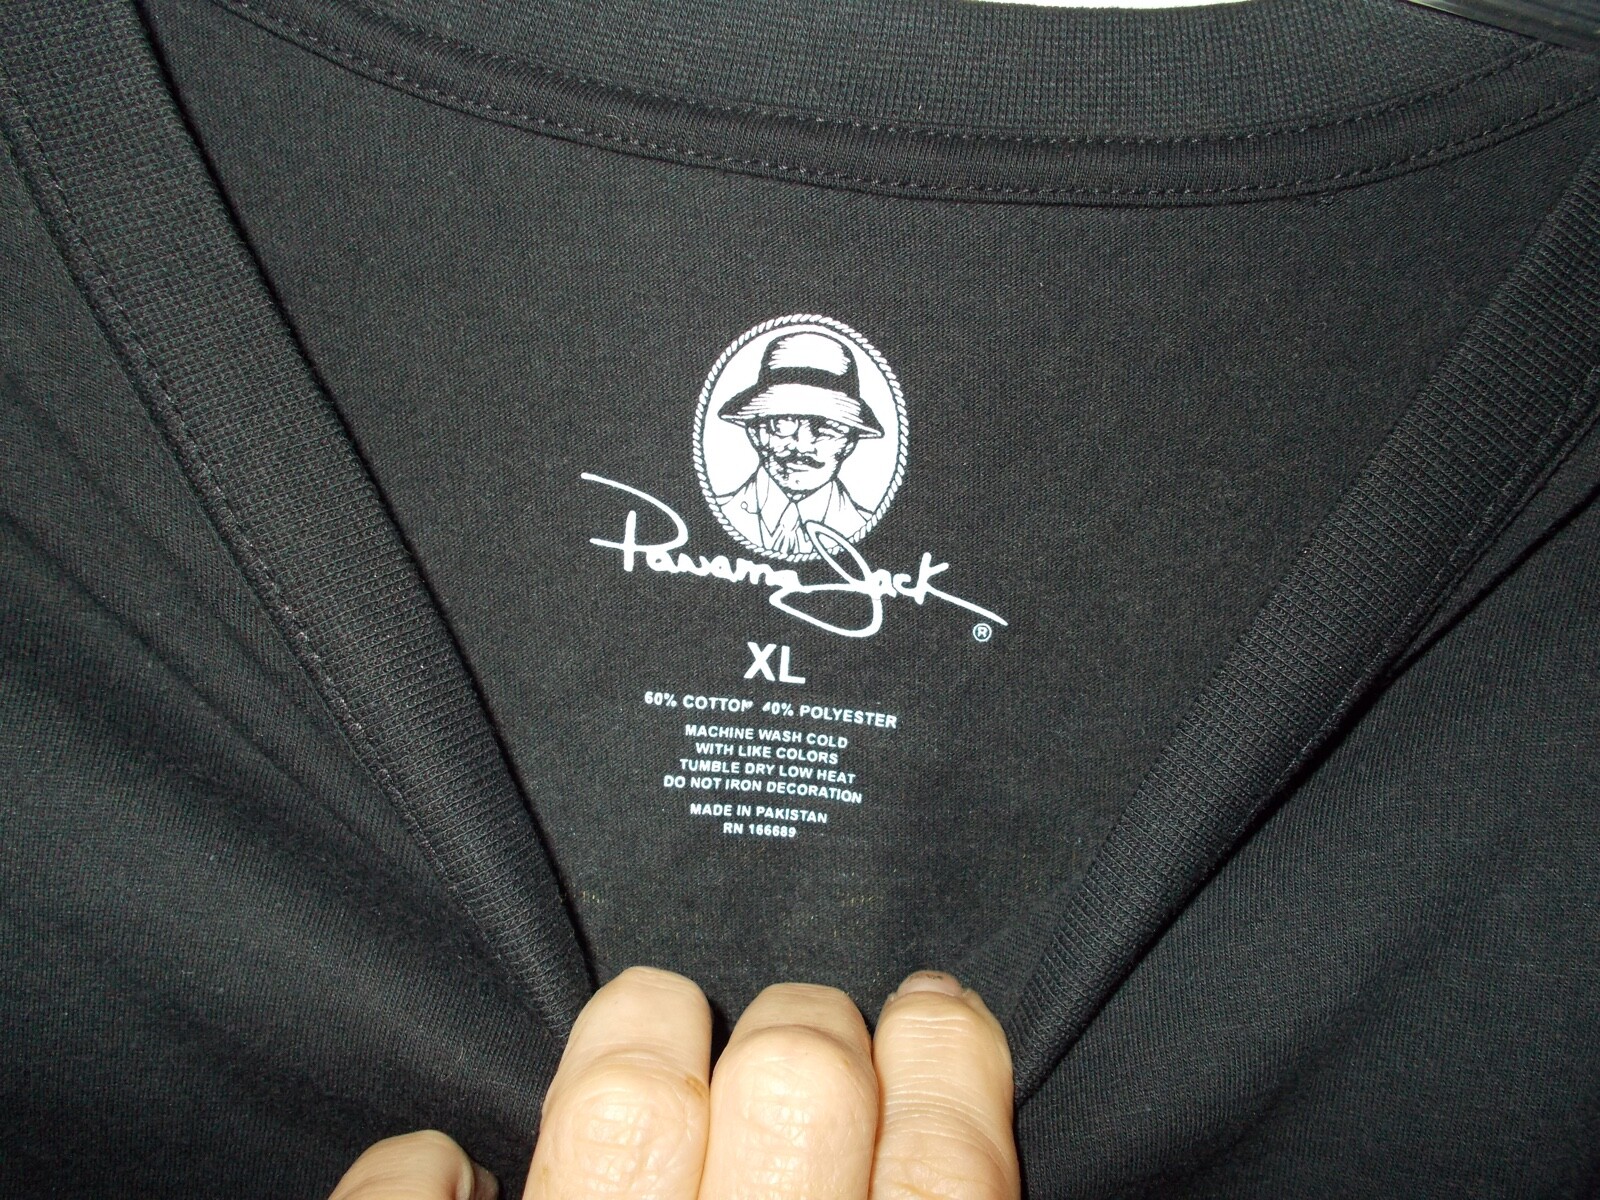 Panama Jack ®
XL
60% COTTON 40% POLYESTER
MACHINE WASH COLD
WITH LIKE COLORS
TUMBLE DRY LOW HEAT
DO NOT IRON DECORATION
MADE IN PAKISTAN
RN 166689